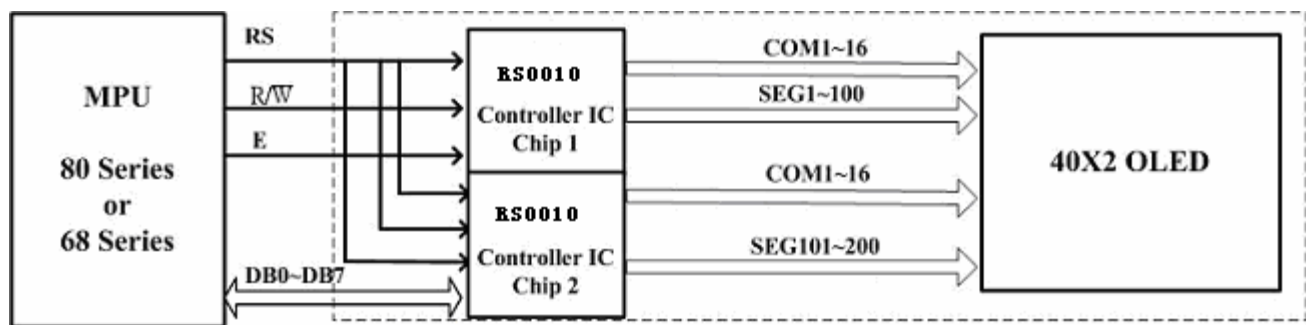 MPU
80 Series
or
68 Series
RS
R/W
E
DB0~DB7
RS0010
Controller IC
Chip 1
RS0010
Controller IC
Chip 2
COM1~16
SEG1~100
COM1~16
SEG101~200
40X2 OLED